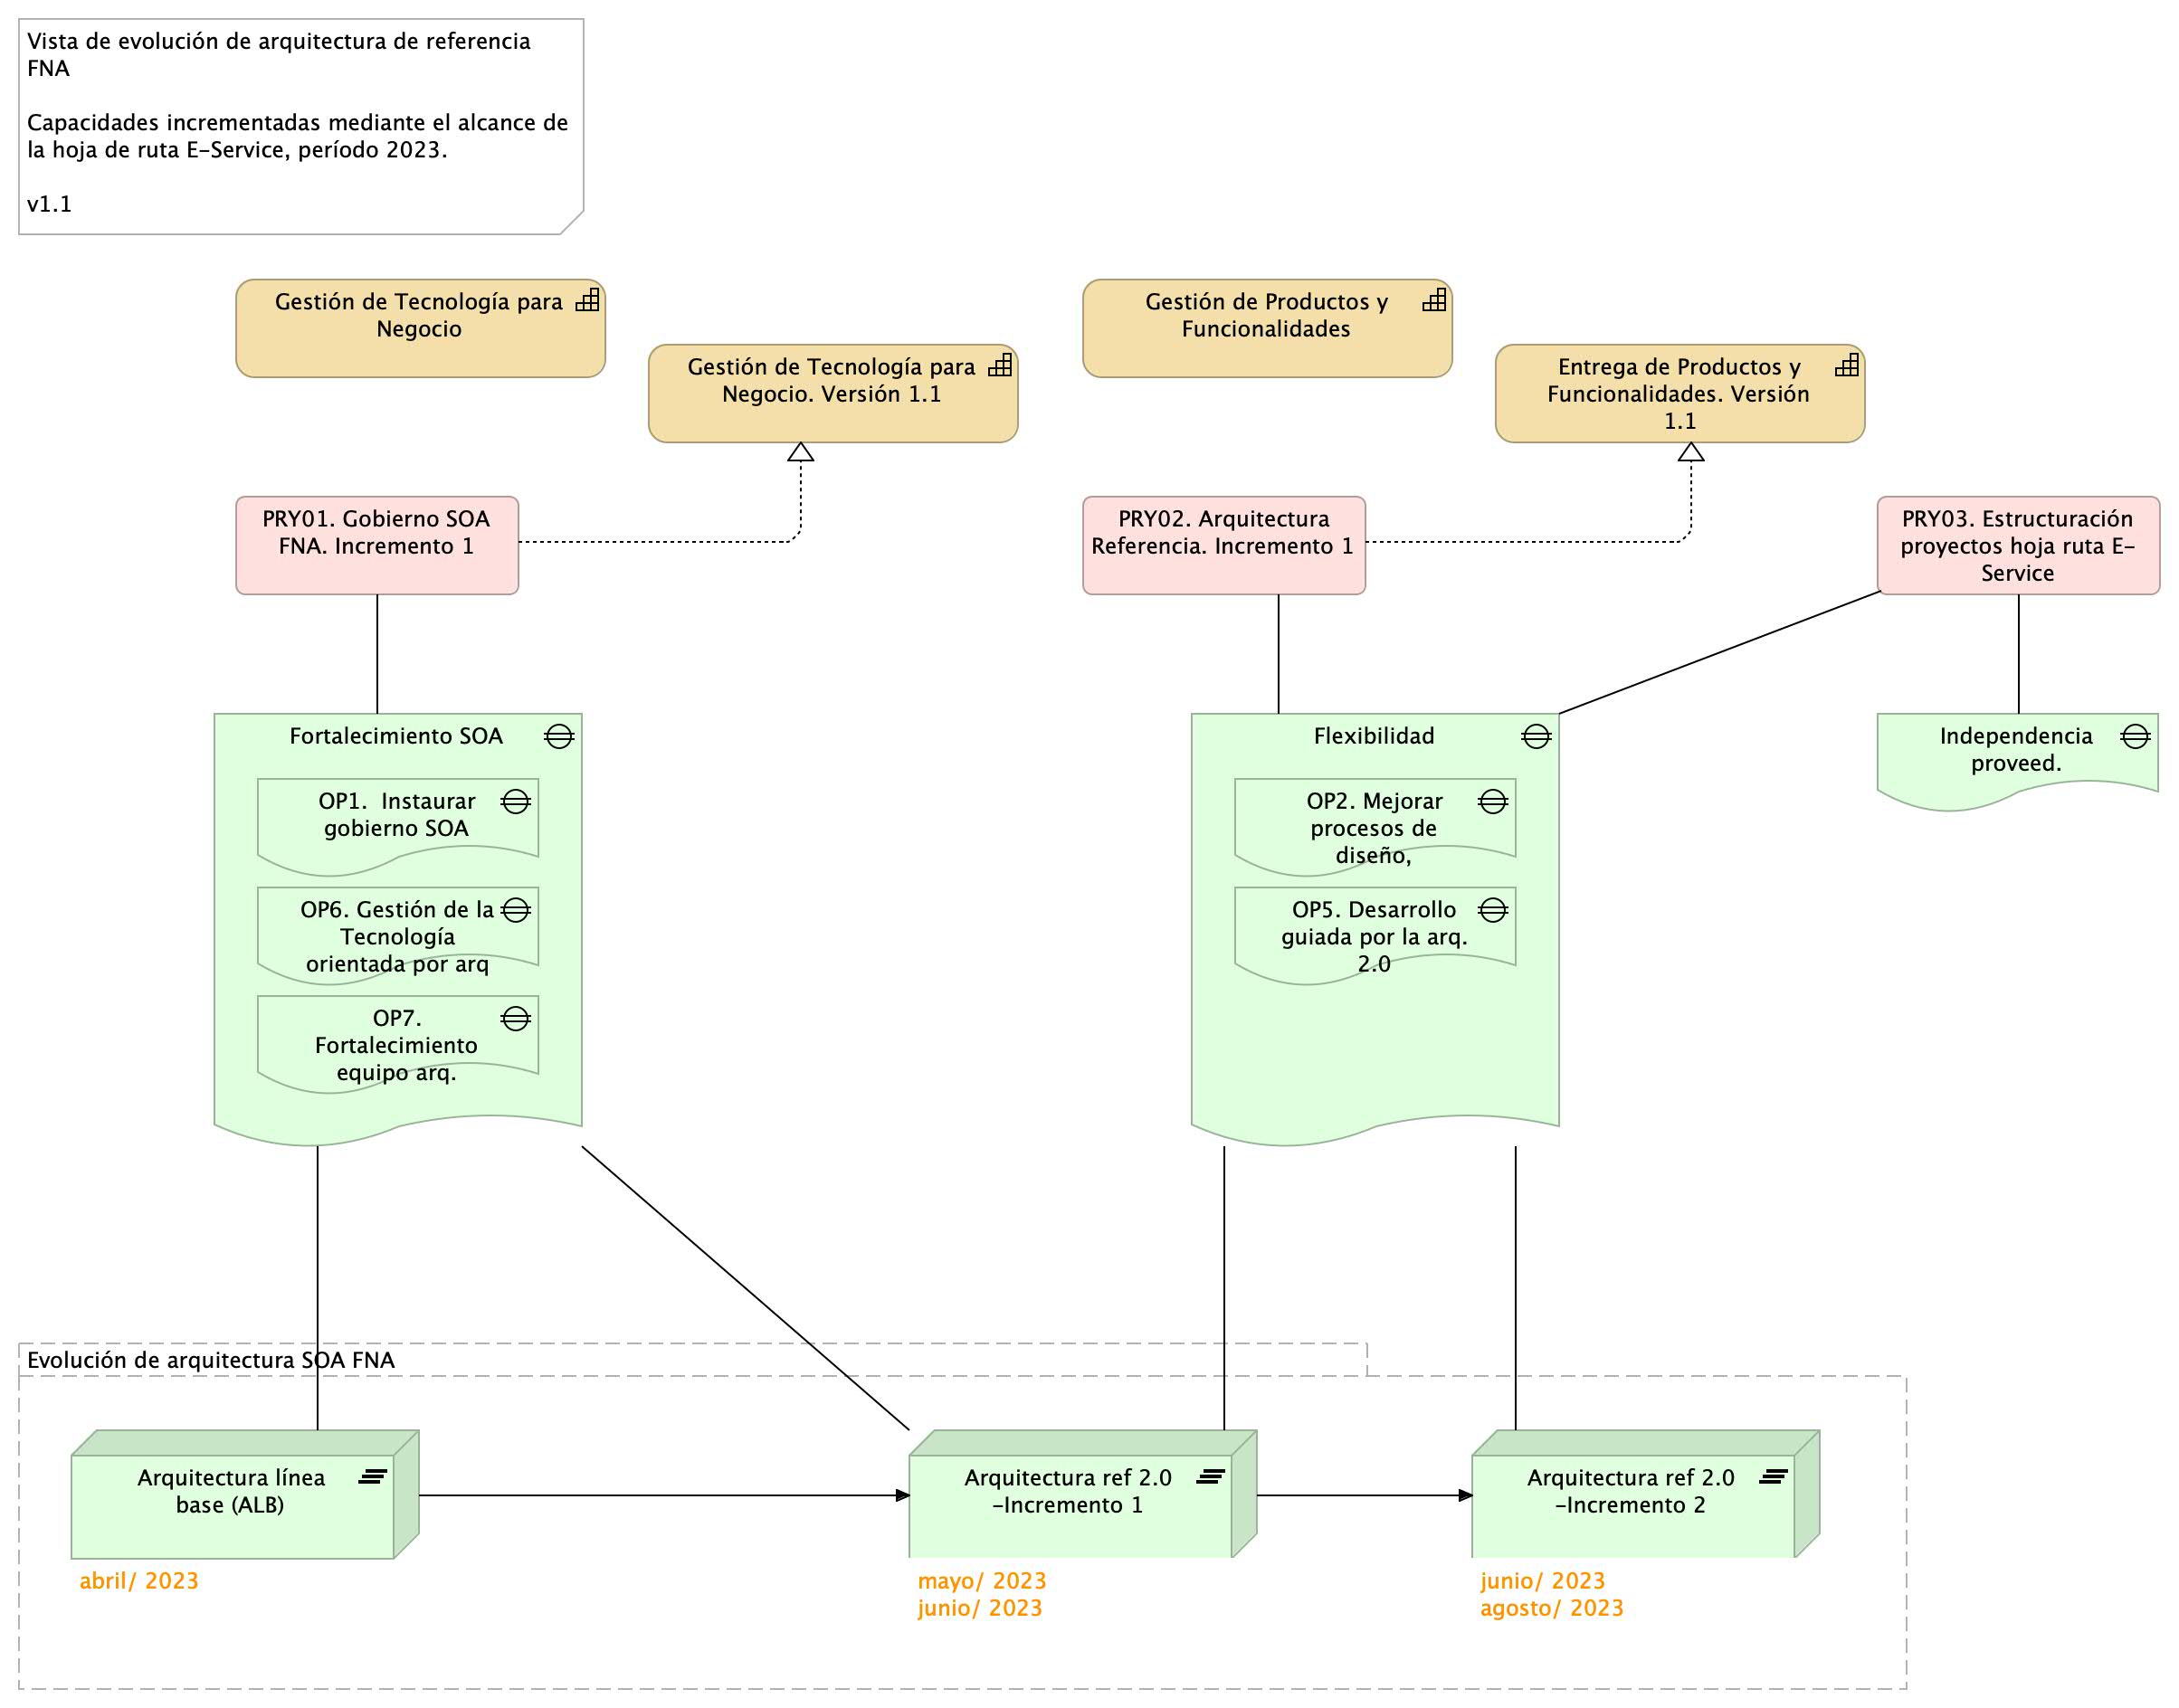 Vista de evolución de arquitectura de referencia
FNA
Capacidades incrementadas mediante el alcance de
la hoja de ruta E-Service, período 2023.
v1.1
Gestión de Tecnología para
Negocio
Gestión de Tecnología para
Negocio. Versión 1.1
Gestión de Productos y
Funcionalidades
Entrega de Productos y
Funcionalidades. Versión
1.1
PRY01. Gobierno SOA
FNA. Incremento 1
PRY02. Arquitectura
Referencia. Incremento 1
PRY03. Estructuración
proyectos hoja ruta E-
Service
Fortalecimiento SOA
OP1.  Instaurar
gobierno SOA
OP6. Gestión de la
Tecnología
orientada por arq
OP7.
Fortalecimiento
equipo arq.
Flexibilidad
OP2. Mejorar
procesos de
diseño,
OP5. Desarrollo
guiada por la arq.
2.0
Independencia
proveed.
Evolución de arquitectura SOA FNA
Arquitectura línea
base (ALB)
abril/ 2023
Arquitectura ref 2.0
-Incremento 1
mayo/ 2023
junio/ 2023
Arquitectura ref 2.0
-Incremento 2
junio/ 2023
agosto/ 2023